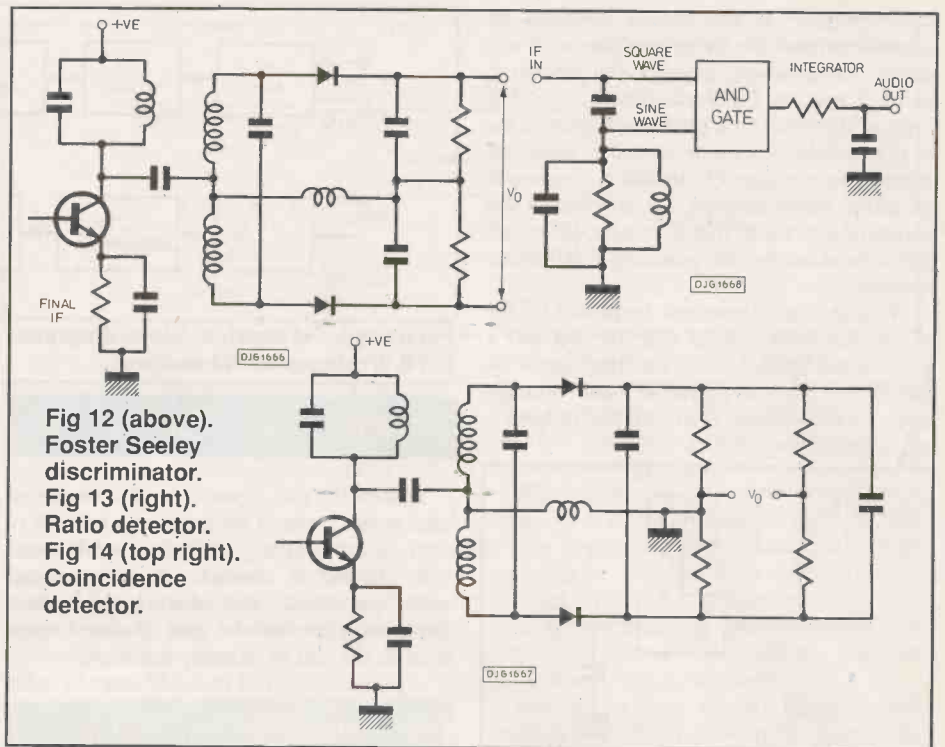 +VE
FINAL
IF
DJG1666
V0
IF
IN
SQUARE
WAVE
SINE
WAVE
AND
GATE
INTEGRATOR
AUDIO
OUT
DJG1668
Fig 12 (above).
Foster Seeley
discriminator.
Fig 13 (right).
Ratio detector.
Fig 14 (top right).
Coincidence
detector.
+VE
V0
DJG1667